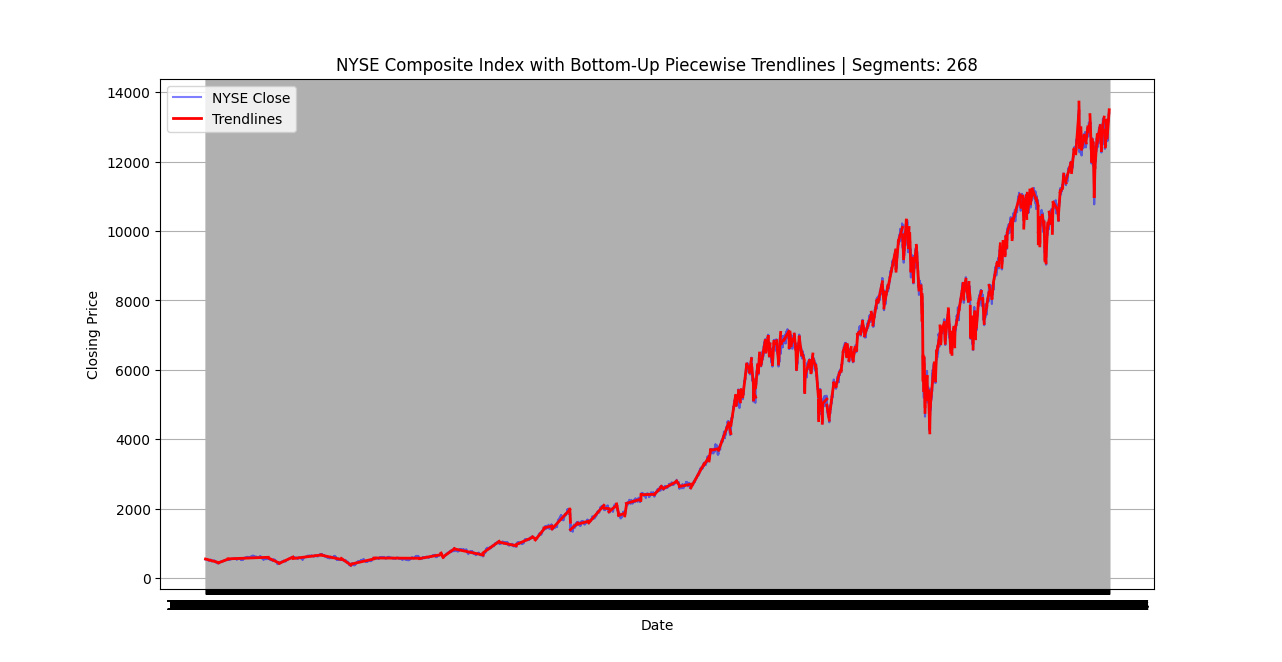 NYSE Composite Index with Bottom-Up Piecewise Trendlines | Segments: 268
NYSE Close
Trendlines
14000
12000
10000
8000
6000
4000
2000
0
Closing Price
Date